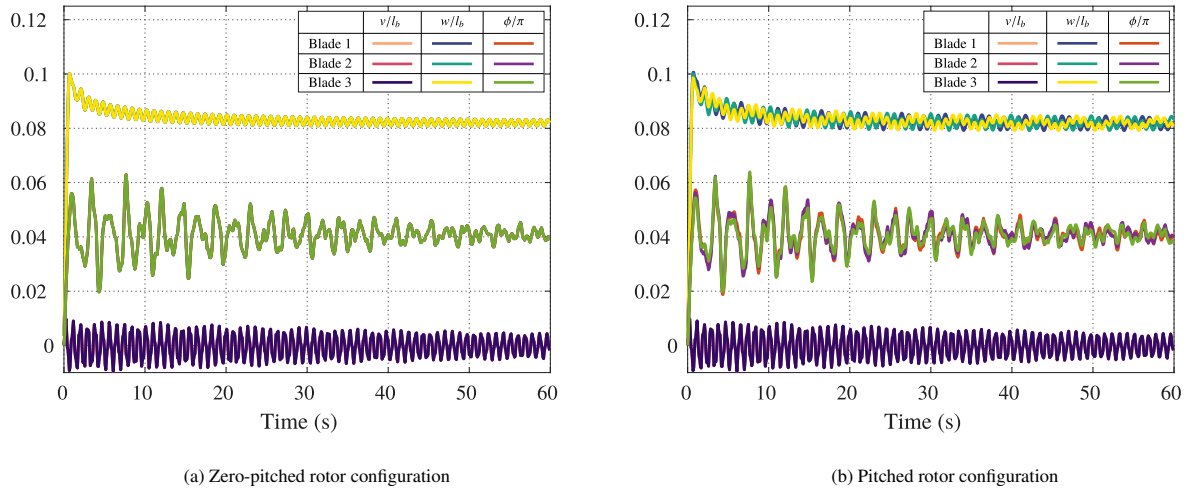 0.12
0.1
0.08
0.06
0.04
0.02
0
v/l_b w/l_b ϕ/π
Blade 1
Blade 2
Blade 3
0 10 20 30 40 50 60
Time (s)
(a) Zero-pitched rotor configuration
0.12
0.1
0.08
0.06
0.04
0.02
0
v/l_b w/l_b ϕ/π
Blade 1
Blade 2
Blade 3
0 10 20 30 40 50 60
Time (s)
(b) Pitched rotor configuration